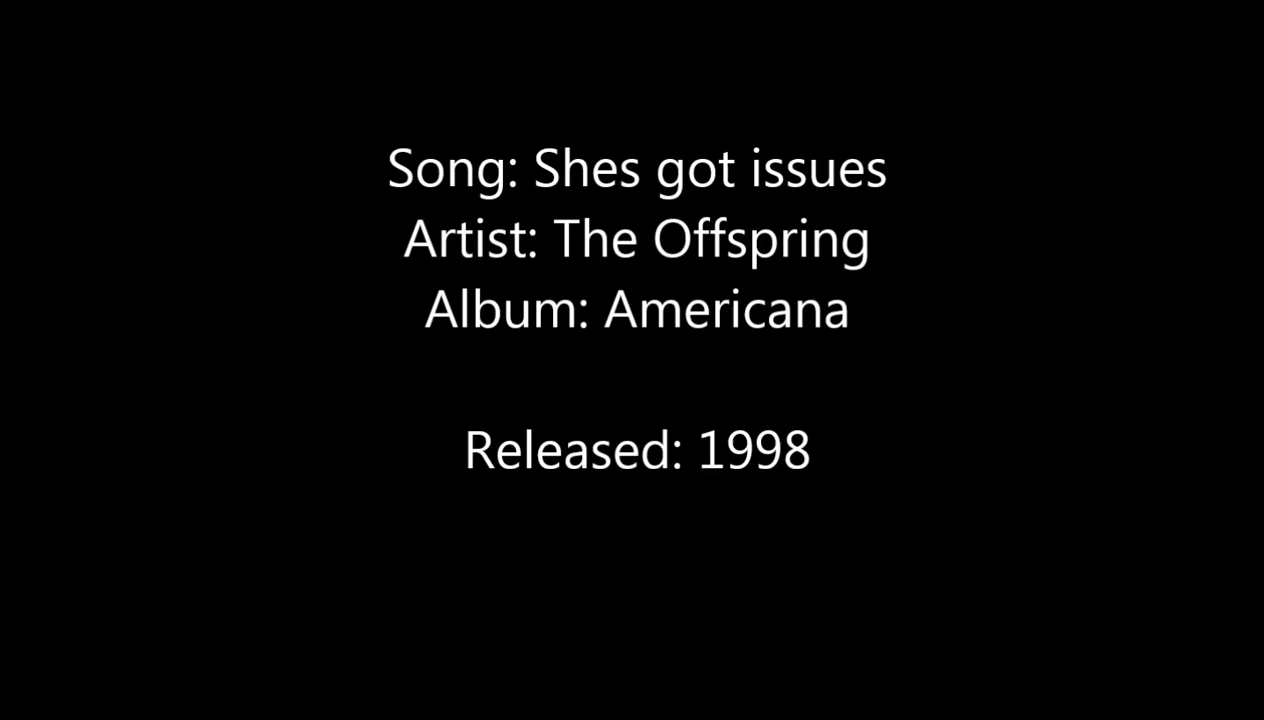 Song: Shes got issues
Artist: The Offspring
Album: Americana
Released: 1998